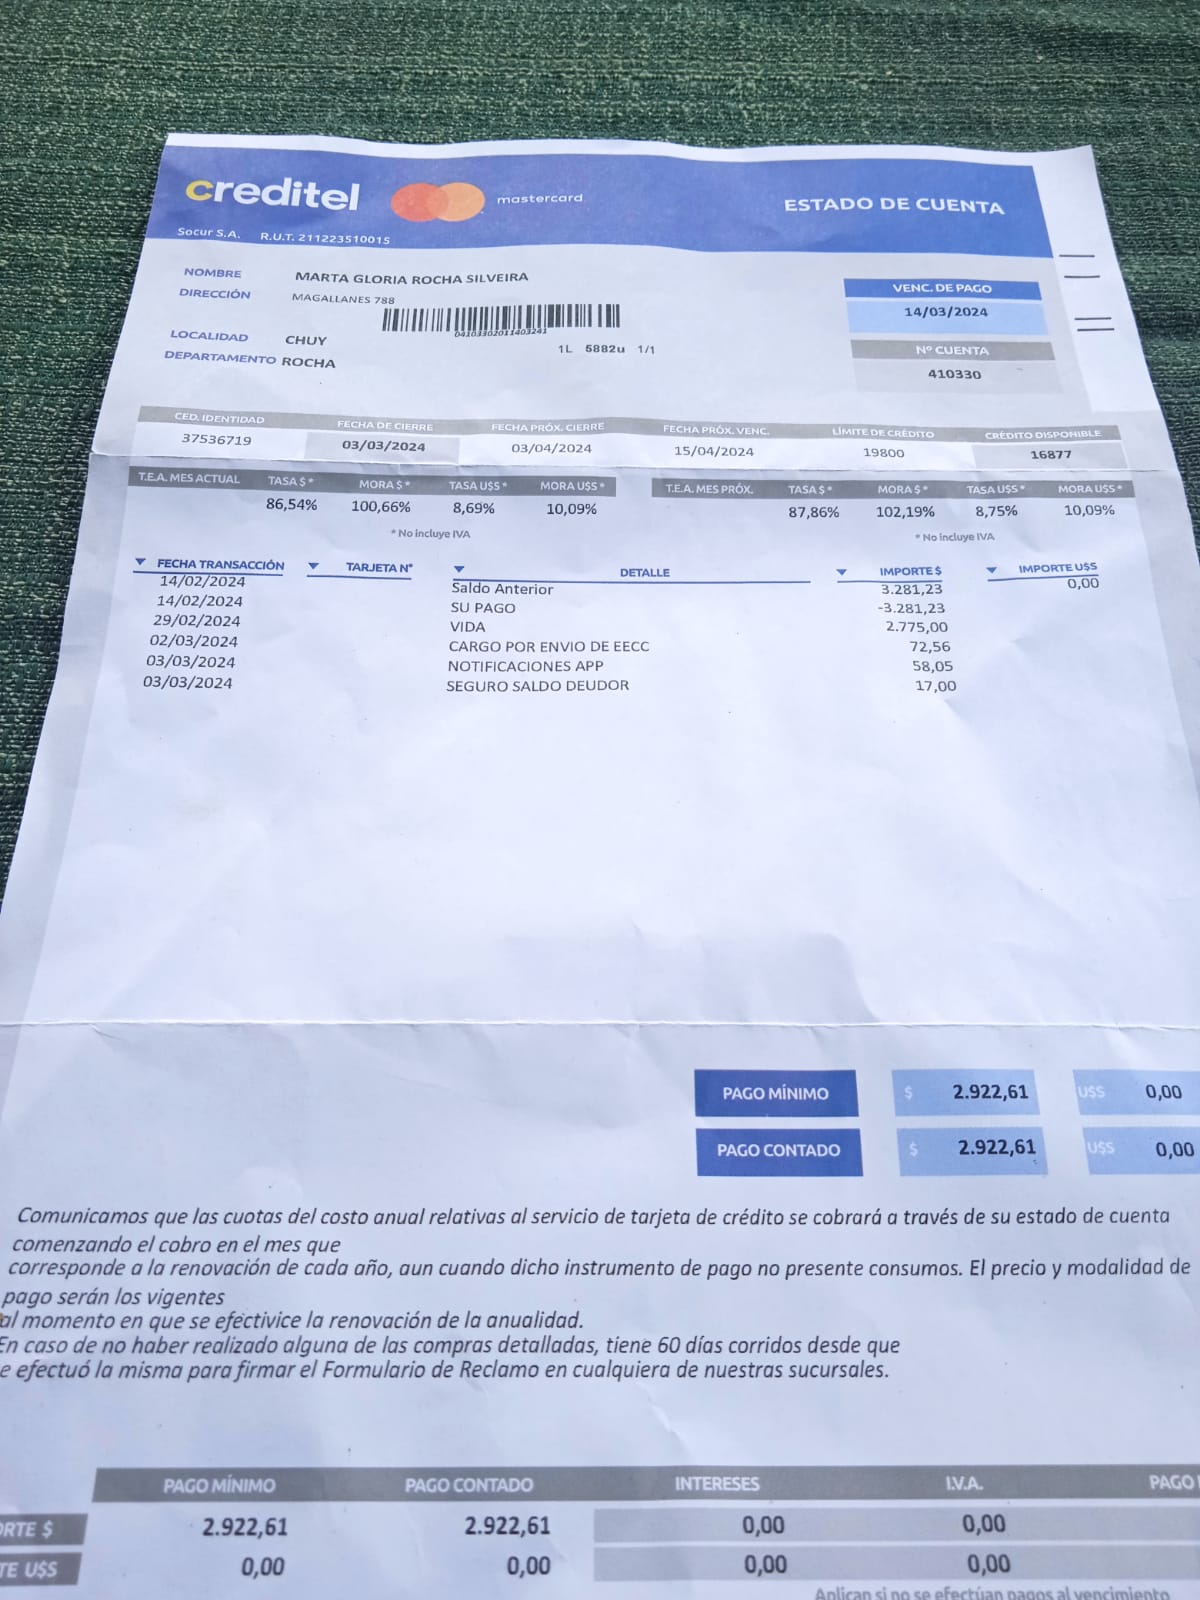 creditel mastercard ESTADO DE CUENTA
Socur S.A. R.U.T. 211223510015
NOMBRE MARTA GLORIA ROCHA SILVEIRA
DIRECCIÓN MAGALLANES 788
04103302011403241
LOCALIDAD CHUY
1L 5882u 1/1
DEPARTAMENTO ROCHA
VENC. DE PAGO
14/03/2024
Nº CUENTA
410330
CED. IDENTIDAD FECHA DE CIERRE FECHA PRÓX. CIERRE FECHA PRÓX. VENC. LÍMITE DE CRÉDITO CRÉDITO DISPONIBLE
37536719 03/03/2024 03/04/2024 15/04/2024 19800 16877
T.E.A. MES ACTUAL TASA $* MORA $* TASA U$S* MORA U$S* T.E.A. MES PRÓX. TASA $* MORA $* TASA U$S* MORA U$S*
86,54% 100,66% 8,69% 10,09% 87,86% 102,19% 8,75% 10,09%
* No incluye IVA * No incluye IVA
FECHA TRANSACCIÓN TARJETA Nº DETALLE IMPORTE $ IMPORTE U$S
14/02/2024 Saldo Anterior 3.281,23 0,00
14/02/2024 SU PAGO -3.281,23
29/02/2024 VIDA 2.775,00
02/03/2024 CARGO POR ENVIO DE EECC 72,56
03/03/2024 NOTIFICACIONES APP 58,05
03/03/2024 SEGURO SALDO DEUDOR 17,00
PAGO MÍNIMO $ 2.922,61 U$S 0,00
PAGO CONTADO $ 2.922,61 U$S 0,00
Comunicamos que las cuotas del costo anual relativas al servicio de tarjeta de crédito se cobrará a través de su estado de cuenta
comenzando el cobro en el mes que
corresponde a la renovación de cada año, aun cuando dicho instrumento de pago no presente consumos. El precio y modalidad de
pago serán los vigentes
al momento en que se efectivice la renovación de la anualidad.
En caso de no haber realizado alguna de las compras detalladas, tiene 60 días corridos desde que
e efectuó la misma para firmar el Formulario de Reclamo en cualquiera de nuestras sucursales.
PAGO MÍNIMO PAGO CONTADO INTERESES I.V.A. PAGO
ORTE $ 2.922,61 2.922,61 0,00 0,00
TE U$S 0,00 0,00 0,00 0,00
Aplican si no se efectúan pagos al vencimiento